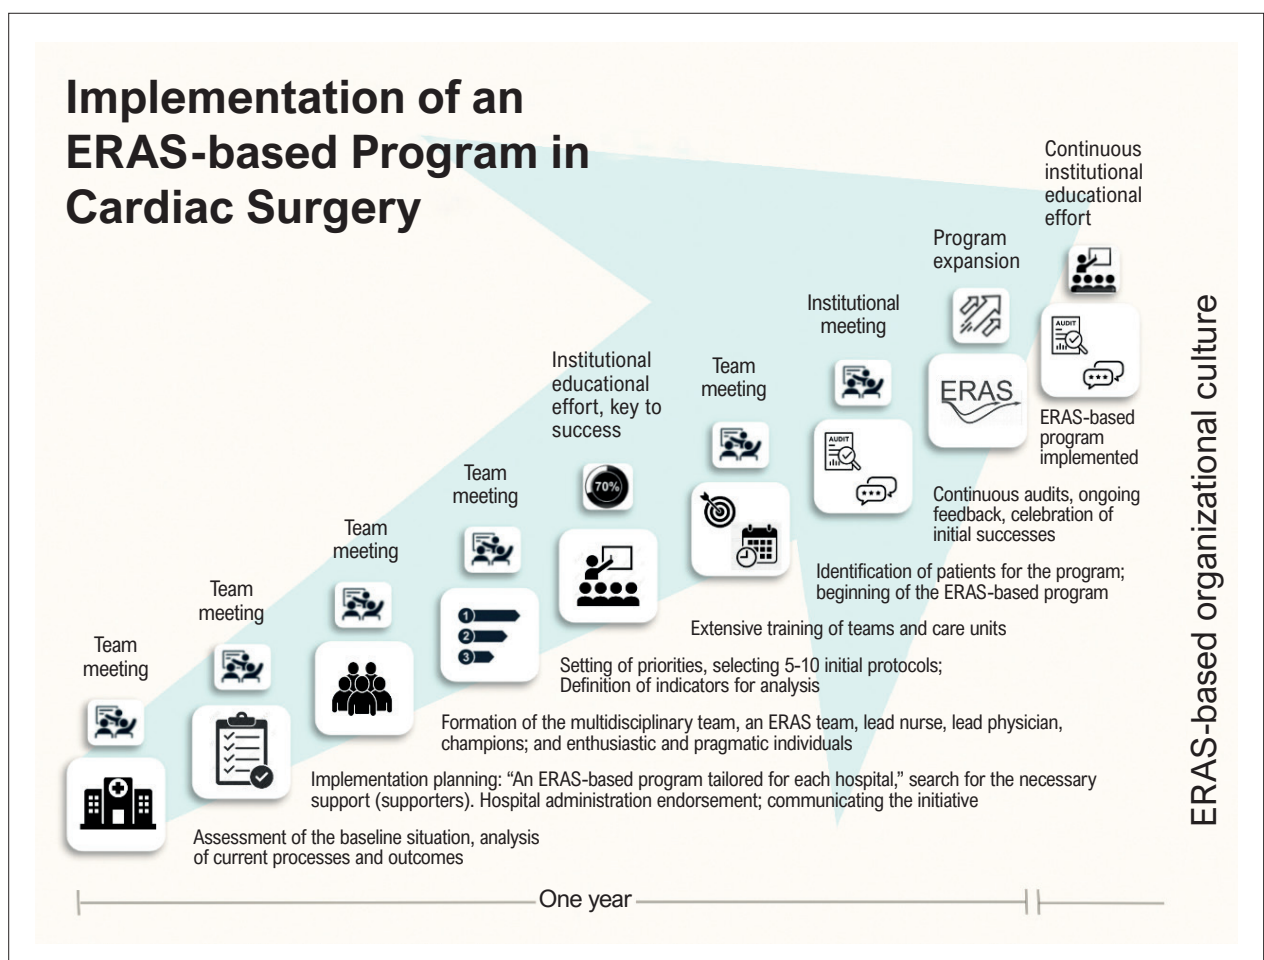 Implementation of an
ERAS-based Program in
Cardiac Surgery
Team
meeting
Assessment of the baseline situation, analysis
of current processes and outcomes
Team
meeting
Implementation planning: “An ERAS-based program tailored for each hospital,” search for the necessary
support (supporters). Hospital administration endorsement; communicating the initiative
Team
meeting
Formation of the multidisciplinary team, an ERAS team, lead nurse, lead physician,
champions; and enthusiastic and pragmatic individuals
Team
meeting
1
2
3
Setting of priorities, selecting 5-10 initial protocols;
Definition of indicators for analysis
Institutional
educational
effort, key to
success
70%
Extensive training of teams and care units
Team
meeting
Identification of patients for the program;
beginning of the ERAS-based program
Institutional
meeting
AUDIT
Continuous audits, ongoing
feedback, celebration of
initial successes
Program
expansion
ERAS
ERAS-based
program
implemented
Continuous
institutional
educational
effort
AUDIT
ERAS-based organizational culture
One year